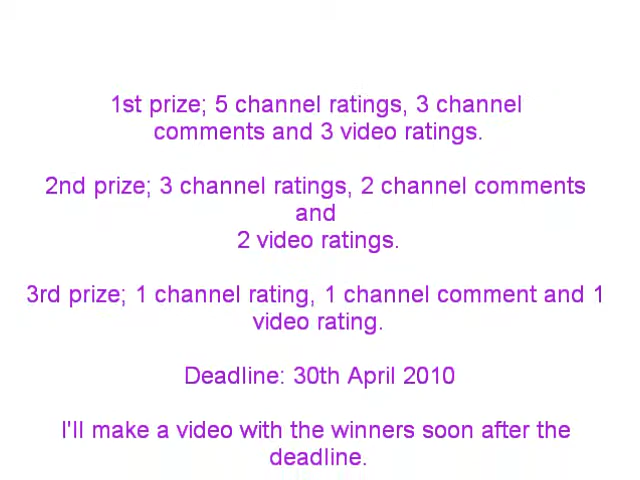 1st prize; 5 channel ratings, 3 channel
comments and 3 video ratings.
2nd prize; 3 channel ratings, 2 channel comments
and
2 video ratings.
3rd prize; 1 channel rating, 1 channel comment and 1
video rating.
Deadline: 30th April 2010
I'll make a video with the winners soon after the
deadline.